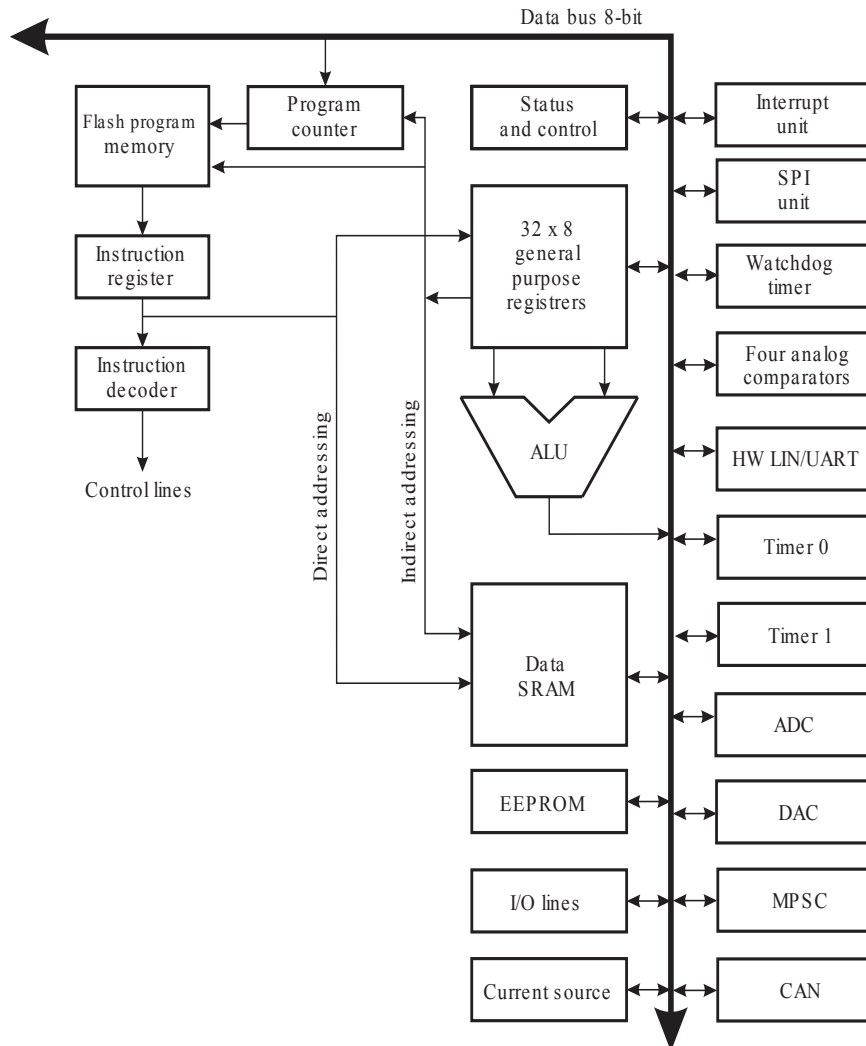 Data bus 8-bit
Flash program
memory
Program
counter
Status
and control
Interrupt
unit
SPI
unit
Instruction
register
32 x 8
general
purpose
registrers
Watchdog
timer
Instruction
decoder
Four analog
comparators
Control lines
Direct addressing
Indirect addressing
ALU
HW LIN/UART
Timer 0
Data
SRAM
Timer 1
ADC
EEPROM
DAC
I/O lines
MPSC
Current source
CAN